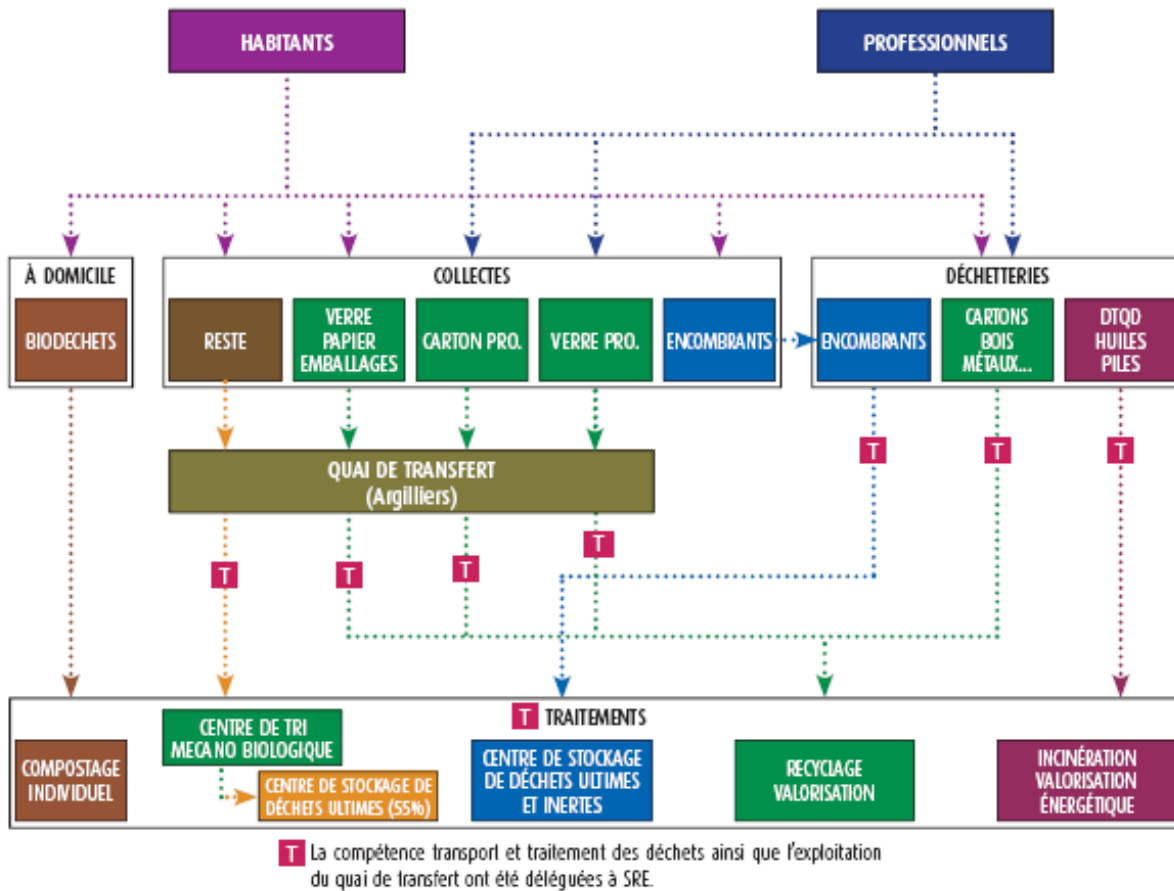 HABITANTS
PROFESSIONNELS
À DOMICILE
BIODECHETS
COLLECTES
RESTE
VERRE
PAPIER
EMBALLAGES
CARTON PRO.
VERRE PRO.
ENCOMBRANTS
DÉCHETTERIES
ENCOMBRANTS
CARTONS
BOIS
MÉTAUX...
DTQD
HUILES
PILES
T
T
T
QUAI DE TRANSFERT
(Argilliers)
T
T
T
T
T TRAITEMENTS
COMPOSTAGE
INDIVIDUEL
CENTRE DE TRI
MECANO BIOLOGIQUE
CENTRE DE STOCKAGE DE
DÉCHETS ULTIMES (55%)
CENTRE DE STOCKAGE
DE DÉCHETS ULTIMES
ET INERTES
RECYCLAGE
VALORISATION
INCINÉRATION
VALORISATION
ÉNERGÉTIQUE
T La compétence transport et traitement des déchets ainsi que l'exploitation
du quai de transfert ont été déléguées à SRE.